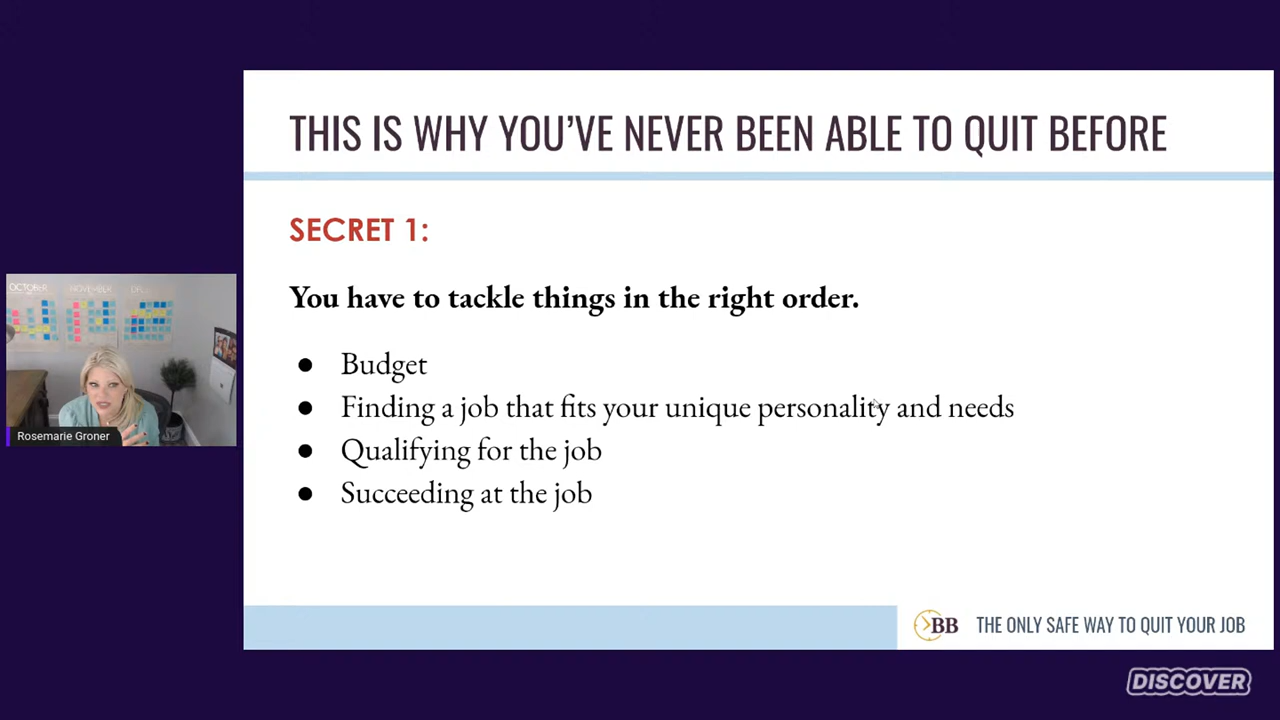 THIS IS WHY YOU'VE NEVER BEEN ABLE TO QUIT BEFORE
SECRET 1:
You have to tackle things in the right order.
● Budget
● Finding a job that fits your unique personality and needs
● Qualifying for the job
● Succeeding at the job
OCTOBER
NOVEMBER
Rosemarie Groner
BB
THE ONLY SAFE WAY TO QUIT YOUR JOB
DISCOVER